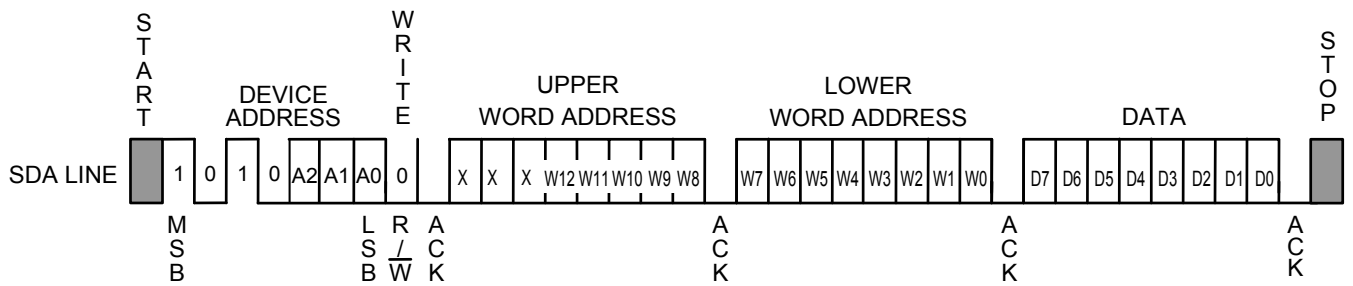 START
WRITE
STOP
DEVICE
ADDRESS
UPPER
WORD ADDRESS
LOWER
WORD ADDRESS
DATA
SDA LINE 1 0 1 0 A2 A1 A0 0 X X X W12 W11 W10 W9 W8 W7 W6 W5 W4 W3 W2 W1 W0 D7 D6 D5 D4 D3 D2 D1 D0
MSB
LSB
R/W
ACK
ACK
ACK
ACK